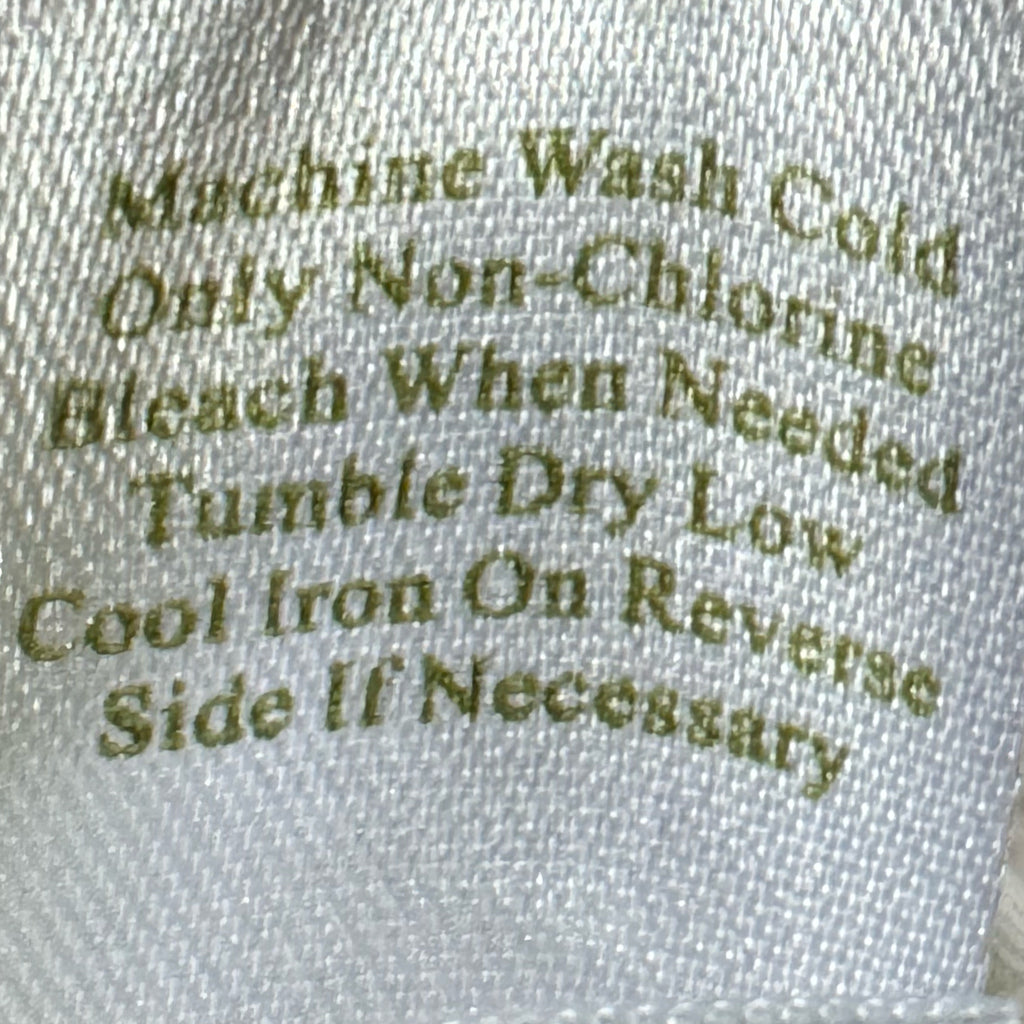 Machine Wash Cold
Only Non-Chlorine
Bleach When Needed
Tumble Dry Low
Cool Iron On Reverse
Side If Necessary